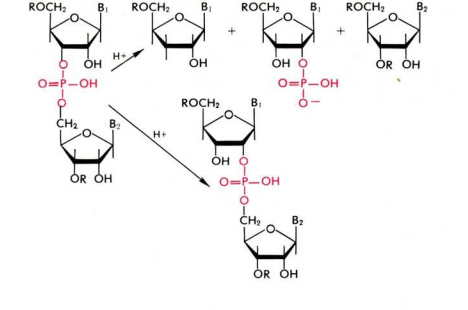 ROCH₂ B₁ ROCH₂ B₁ + ROCH₂ B₁ + ROCH₂ B₂
O O O O
O OH H+ OH OH O OR OH
O=P—OH O=P—OH
O O—
CH₂ B₂ H+ ROCH₂ B₁
O O
OR OH OH O
O=P—OH
O
CH₂ B₂
O
OR OH